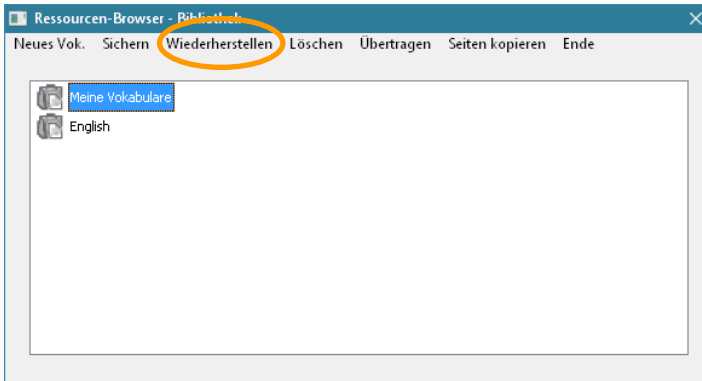 Ressourcen-Browser - Bibliothek
Neues Vok. Sichern Wiederherstellen Löschen Übertragen Seiten kopieren Ende
Meine Vokabulare
English